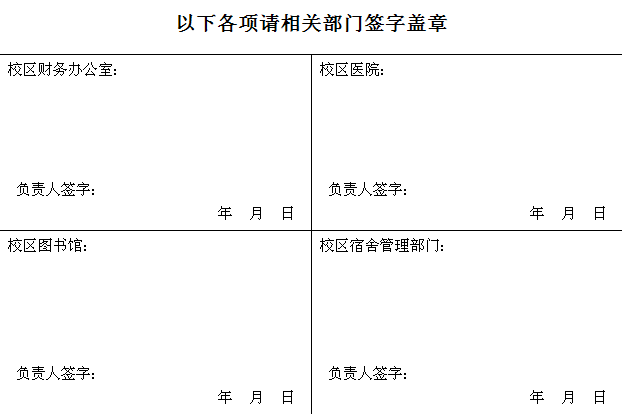 以下各项请相关部门签字盖章
校区财务办公室:
负责人签字:
年 月 日
校区医院:
负责人签字:
年 月 日
校区图书馆:
负责人签字:
年 月 日
校区宿舍管理部门:
负责人签字:
年 月 日